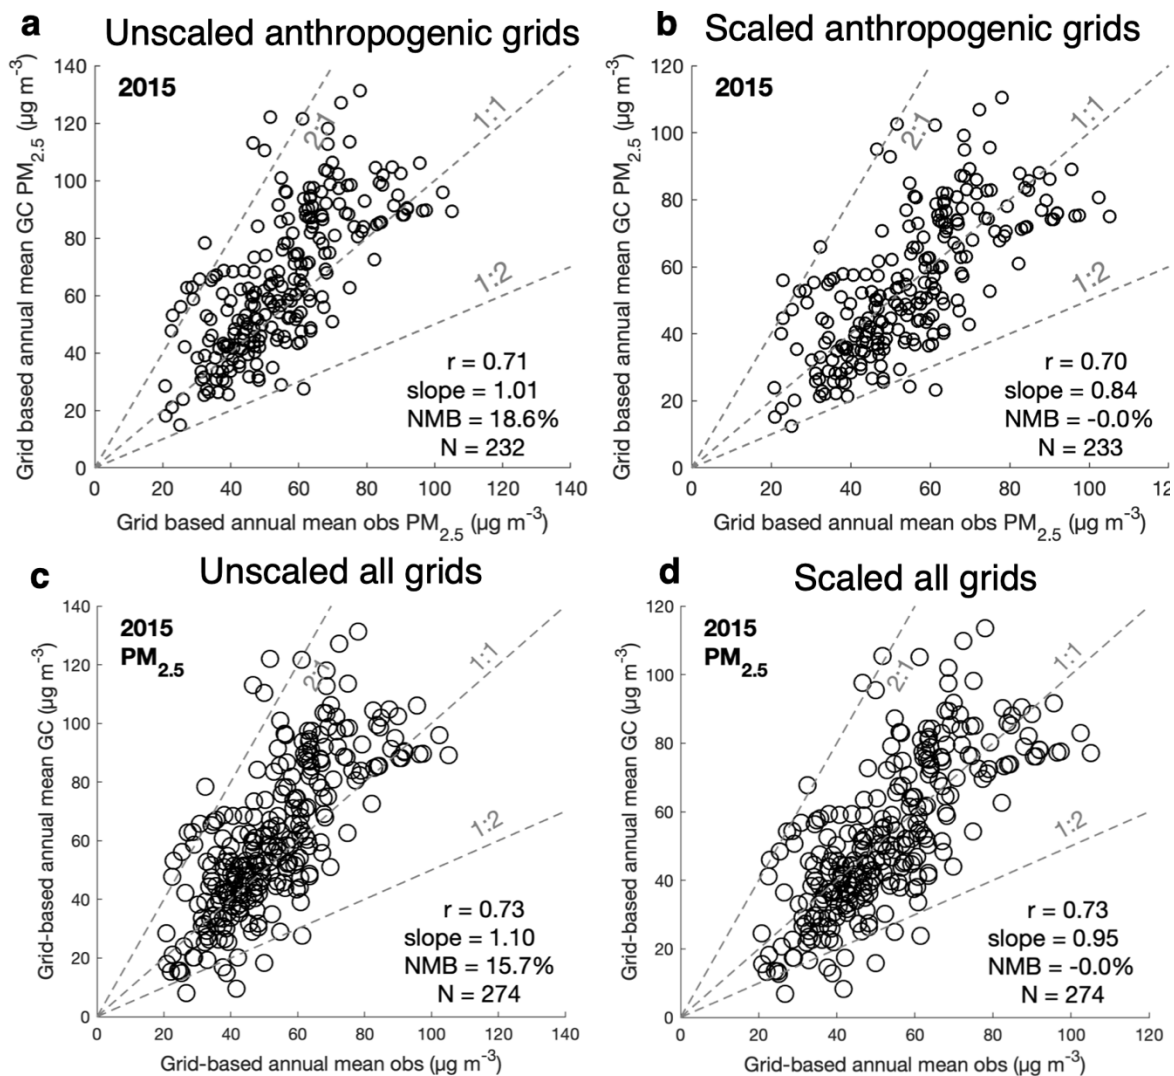 a Unscaled anthropogenic grids
2015
Grid based annual mean GC PM2.5 (µg m−3)
140
120
100
80
60
40
20
0
2:1
1:1
1:2
r = 0.71
slope = 1.01
NMB = 18.6%
N = 232
0 20 40 60 80 100 120 140
Grid based annual mean obs PM2.5 (µg m−3)
b Scaled anthropogenic grids
2015
Grid based annual mean GC PM2.5 (µg m−3)
120
100
80
60
40
20
0
2:1
1:1
1:2
r = 0.70
slope = 0.84
NMB = -0.0%
N = 233
0 20 40 60 80 100 120
Grid based annual mean obs PM2.5 (µg m−3)
c Unscaled all grids
2015
PM2.5
Grid-based annual mean GC (µg m−3)
140
120
100
80
60
40
20
0
2:1
1:1
1:2
r = 0.73
slope = 1.10
NMB = 15.7%
N = 274
0 20 40 60 80 100 120 140
Grid-based annual mean obs (µg m−3)
d Scaled all grids
2015
PM2.5
Grid-based annual mean GC (µg m−3)
120
100
80
60
40
20
0
2:1
1:1
1:2
r = 0.73
slope = 0.95
NMB = -0.0%
N = 274
0 20 40 60 80 100 120
Grid-based annual mean obs (µg m−3)